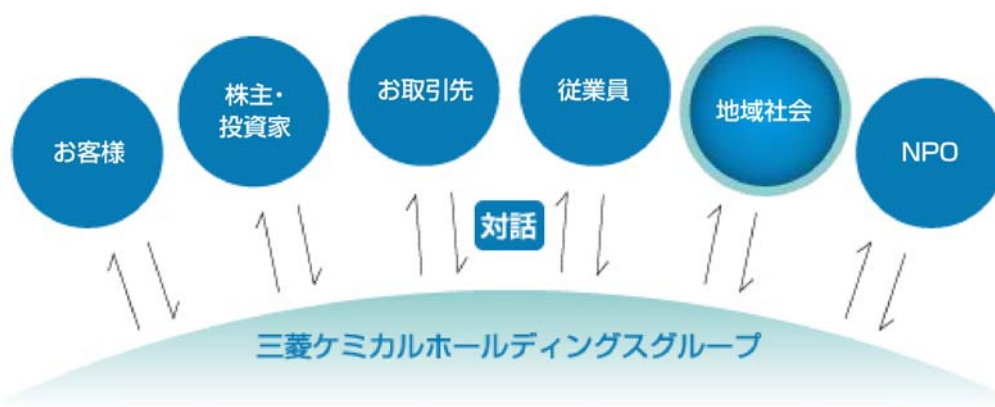 お客様
株主・
投資家
お取引先
従業員
地域社会
NPO
対話
三菱ケミカルホールディングスグループ